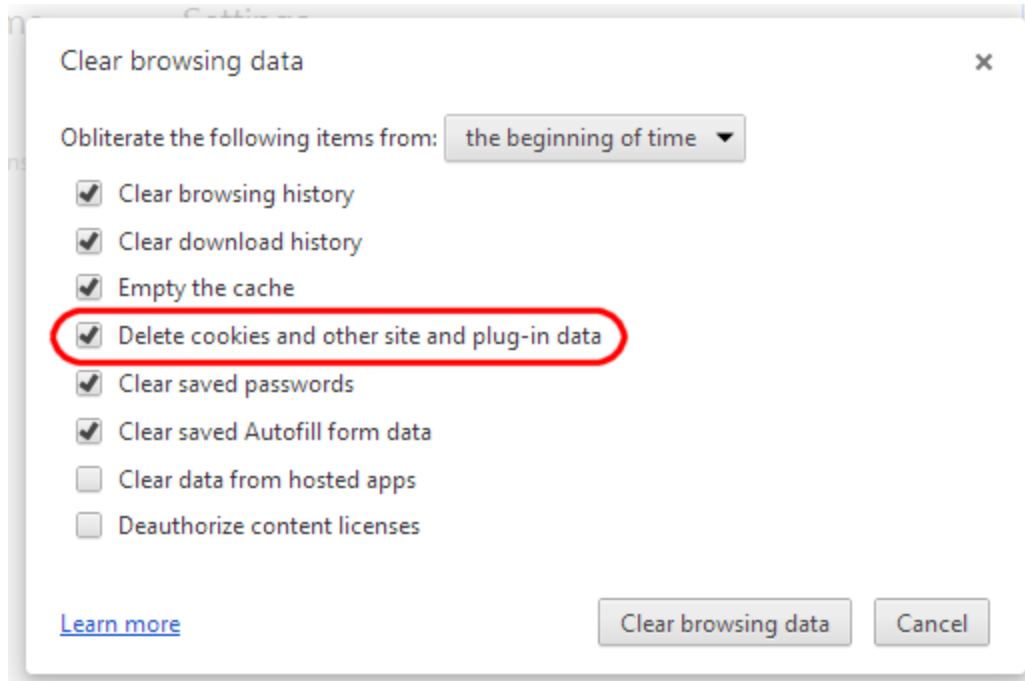 Settings
Clear browsing data
Obliterate the following items from: the beginning of time
Clear browsing history
Clear download history
Empty the cache
Delete cookies and other site and plug-in data
Clear saved passwords
Clear saved Autofill form data
Clear data from hosted apps
Deauthorize content licenses
Learn more Clear browsing data Cancel